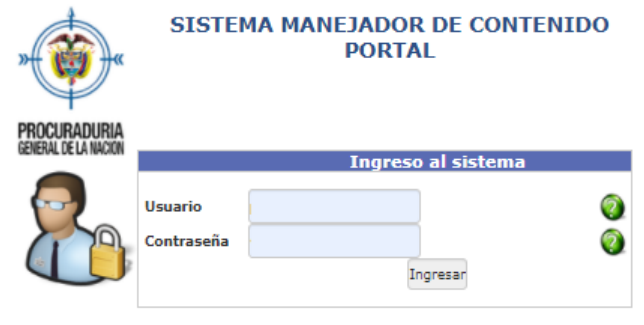 SISTEMA MANEJADOR DE CONTENIDO
PORTAL
PROCURADURIA
GENERAL DE LA NACION
Ingreso al sistema
Usuario
Contraseña
Ingresar